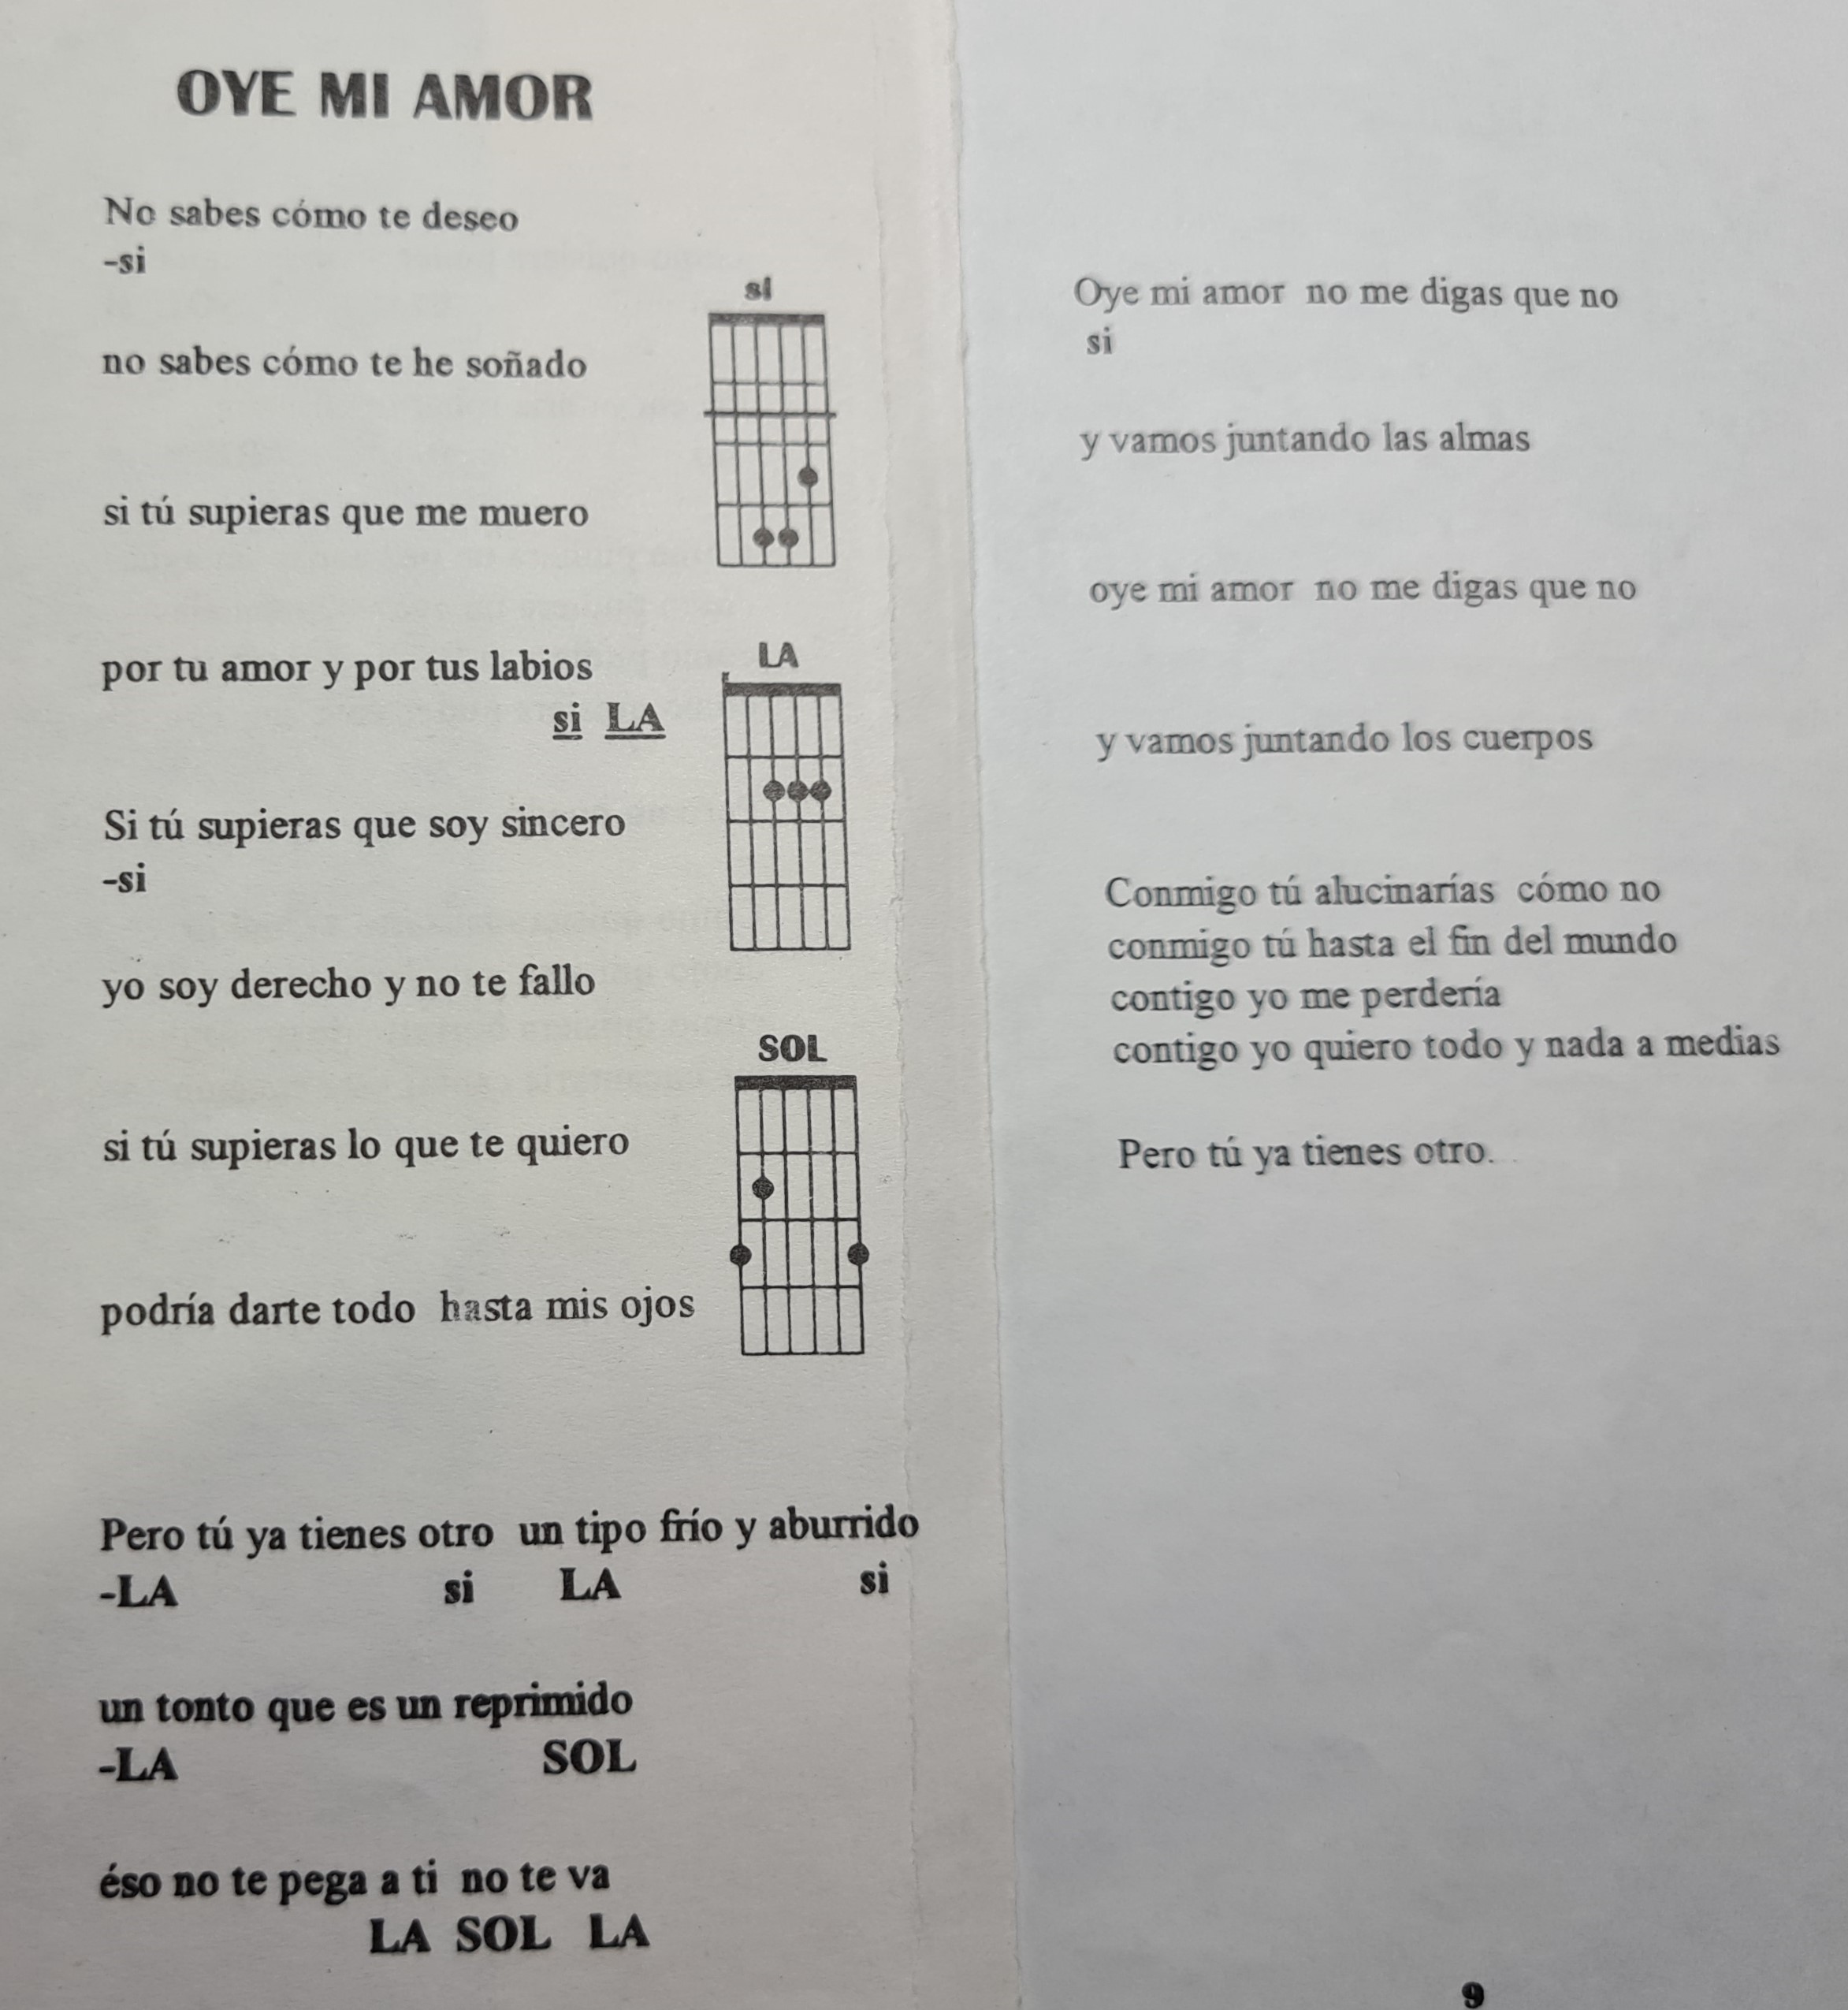 OYE MI AMOR
No sabes cómo te deseo
-si
no sabes cómo te he soñado
si tú supieras que me muero
por tu amor y por tus labios
si LA
Si tú supieras que soy sincero
-si
yo soy derecho y no te fallo
si tú supieras lo que te quiero
podría darte todo hasta mis ojos
Pero tú ya tienes otro un tipo frío y aburrido
-LA si LA si
un tonto que es un reprimido
-LA SOL
éso no te pega a ti no te va
LA SOL LA
si
LA
SOL
Oye mi amor no me digas que no
si
y vamos juntando las almas
oye mi amor no me digas que no
y vamos juntando los cuerpos
Conmigo tú alucinarías cómo no
conmigo tú hasta el fin del mundo
contigo yo me perdería
contigo yo quiero todo y nada a medias
Pero tú ya tienes otro.
9